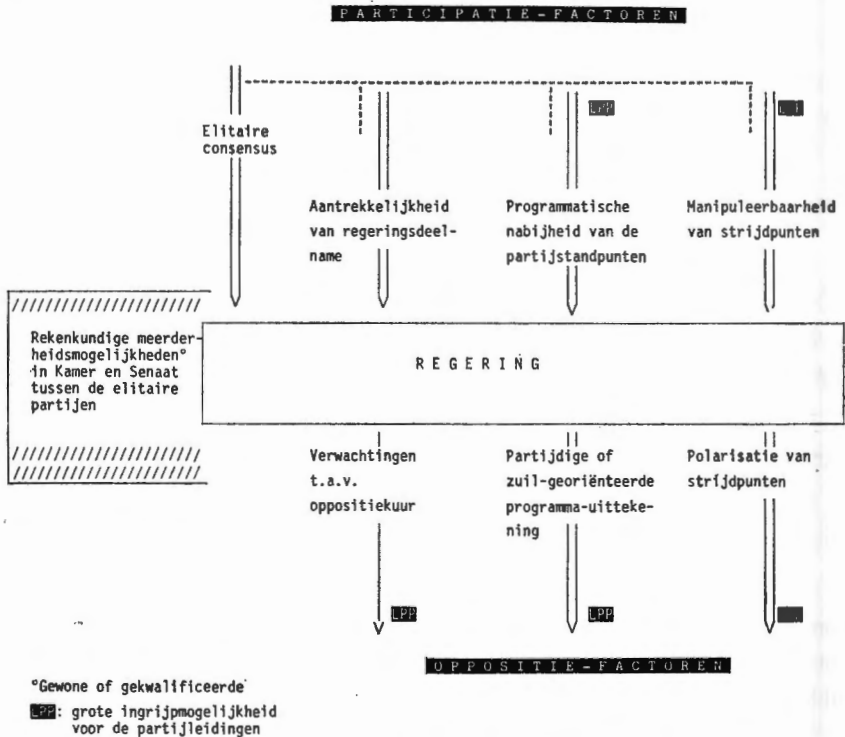 PARTICIPATIE-FACTOREN
LPP
Elitaire
consensus
Aantrekkelijkheid
van regeringsdeel-
name
Programmatische
nabijheid van de
partijstandpunten
Manipuleerbaarheid
van strijdpunten
Rekenkundige meerder-
heidsmogelijkheden°
in Kamer en Senaat
tussen de elitaire
partijen
REGERING
Verwachtingen
t.a.v.
oppositiekuur
Partijdige of
zuil-georiënteerde
programma-uitteke-
ning
Polarisatie van
strijdpunten
LPP
LPP
OPPOSITIE-FACTOREN
°Gewone of gekwalificeerde
LPP: grote ingrijpmogelijkheid
voor de partijleidingen